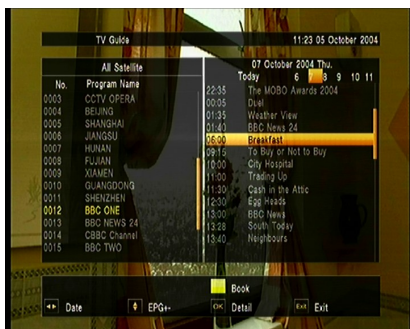 TV Guide 11:23 05 October 2004
All Satellite
No. Program Name
0003 CCTV OPERA
0004 BEIJING
0005 SHANGHAI
0006 JIANGSU
0007 HUNAN
0008 FUJIAN
0009 XIAMEN
0010 GUANGDONG
0011 SHENZHEN
0012 BBC ONE
0013 BBC NEWS 24
0014 CBBC Channel
0015 BBC TWO
07 October 2004 Thu.
Today 6 7 8 9 10 11
22:35 The MOBO Awards 2004
00:05 Duel
01:35 Weather View
01:40 BBC News 24
06:00 Breakfast
09:15 To Buy or Not to Buy
10:00 City Hospital
11:00 Trading Up
11:30 Cash in the Attic
12:30 Egg Heads
13:00 BBC News
13:28 South Today
13:40 Neighbours
Book
Date EPG+- OK Detail Exit Exit